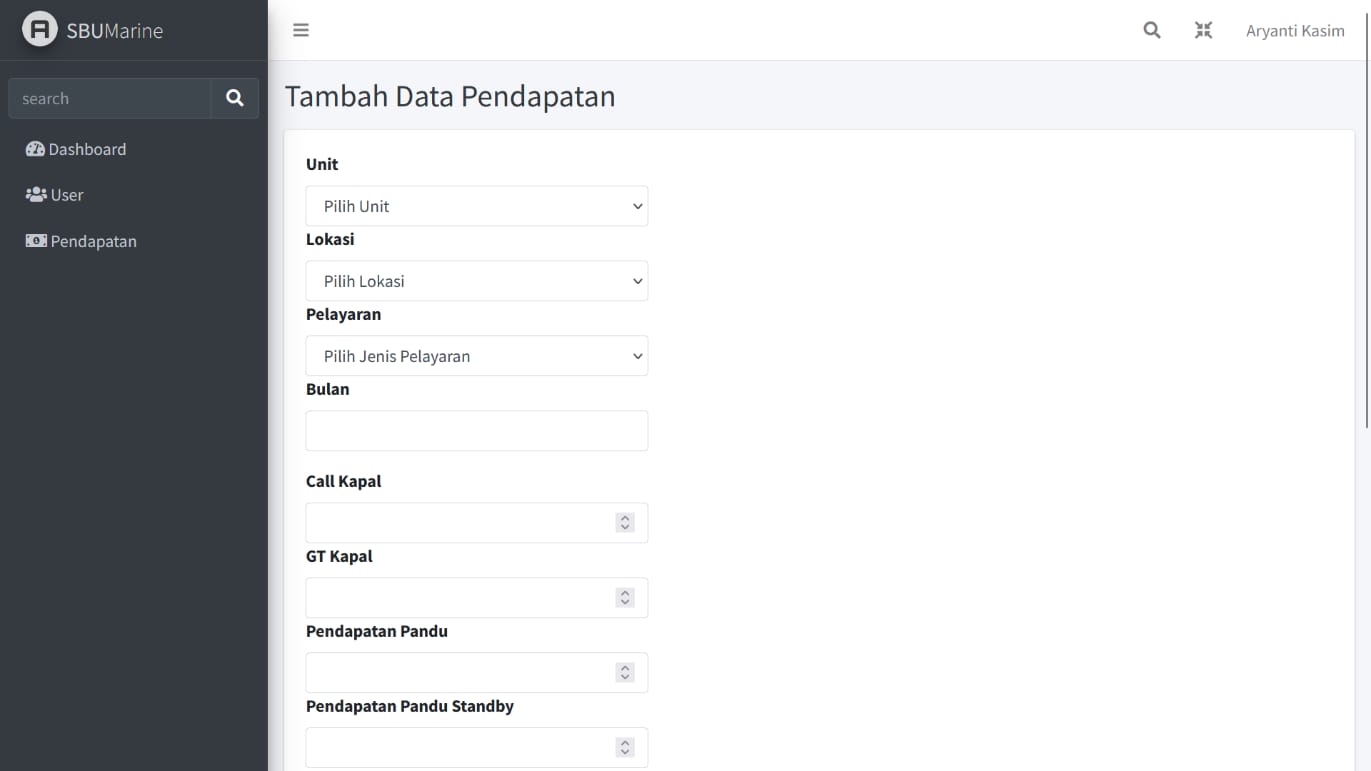 SBUMarine
Aryanti Kasim
search
Dashboard
User
Pendapatan
Tambah Data Pendapatan
Unit
Pilih Unit
Lokasi
Pilih Lokasi
Pelayaran
Pilih Jenis Pelayaran
Bulan
Call Kapal
GT Kapal
Pendapatan Pandu
Pendapatan Pandu Standby